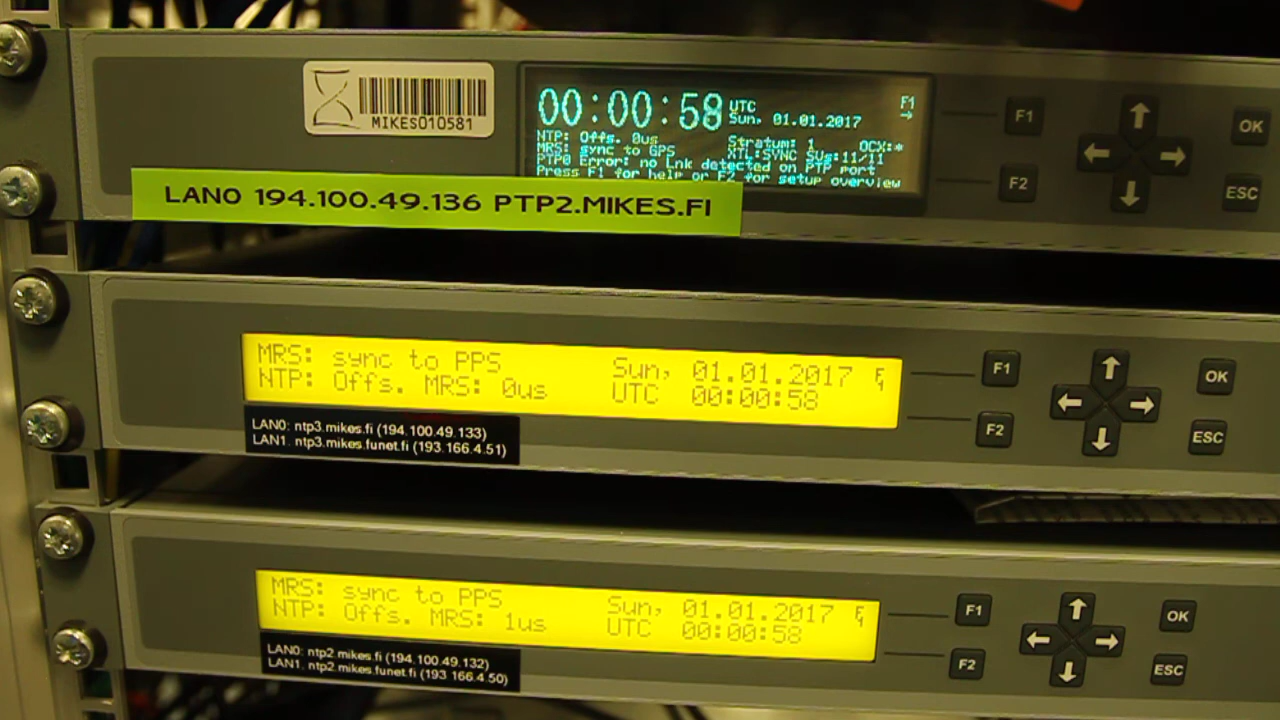 MIKES010581
00:00:58 UTC
Sun, 01.01.2017
F1
→
NTP: Offs. 0us
Stratum: 1
OCX:*
MRS: sync to GPS
XTL:SYNC SVs:11/11
PTP0 Error: no Lnk detected on PTP port
Press F1 for help or F2 for setup overview
LAN0 194.100.49.136 PTP2.MIKES.FI
F1
OK
F2
ESC
MRS: sync to PPS Sun, 01.01.2017
NTP: Offs. MRS: 0us UTC 00:00:58
LAN0: ntp3.mikes.fi (194.100.49.133)
LAN1. ntp3.mikes.funet.fi (193.166.4.51)
F1
OK
F2
ESC
MRS: sync to PPS Sun, 01.01.2017
NTP: Offs. MRS: 1us UTC 00:00:58
LAN0: ntp2.mikes.fi (194.100.49.132)
LAN1. ntp2.mikes.funet.fi (193 166.4.50)
F1
OK
F2
ESC